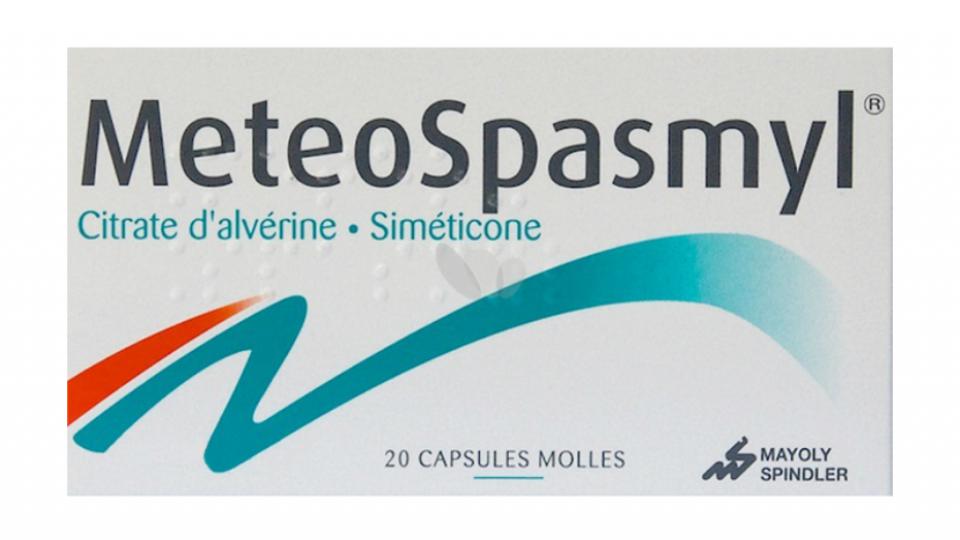 MeteoSpasmyl®
Citrate d'alvérine • Siméticone
20 CAPSULES MOLLES
MAYOLY
SPINDLER